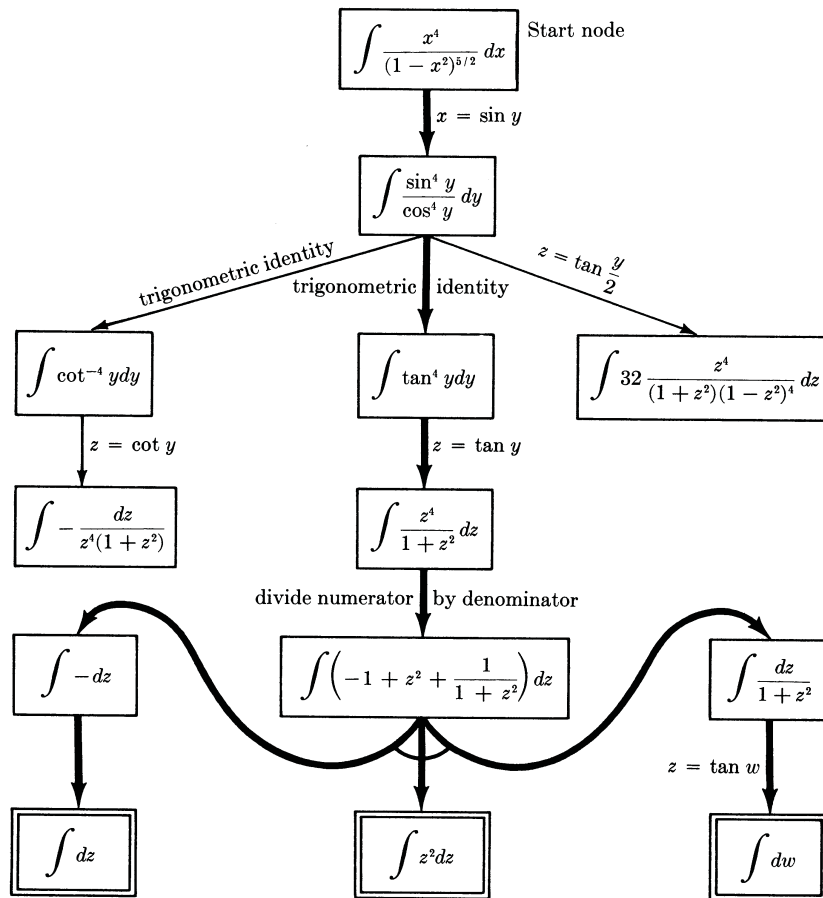 ∫ x⁴/(1 − x²)^{5/2} dx
Start node
x = sin y
∫ sin⁴ y/cos⁴ y dy
trigonometric identity
trigonometric identity
z = tan y/2
∫ cot⁻⁴ ydy
∫ tan⁴ ydy
∫ 32 z⁴/((1 + z²)(1 − z²)⁴) dz
z = cot y
z = tan y
∫ − dz/(z⁴(1 + z²))
∫ z⁴/(1 + z²) dz
divide numerator by denominator
∫ −dz
∫ (−1 + z² + 1/(1 + z²)) dz
∫ dz/(1 + z²)
z = tan w
∫ dz
∫ z²dz
∫ dw